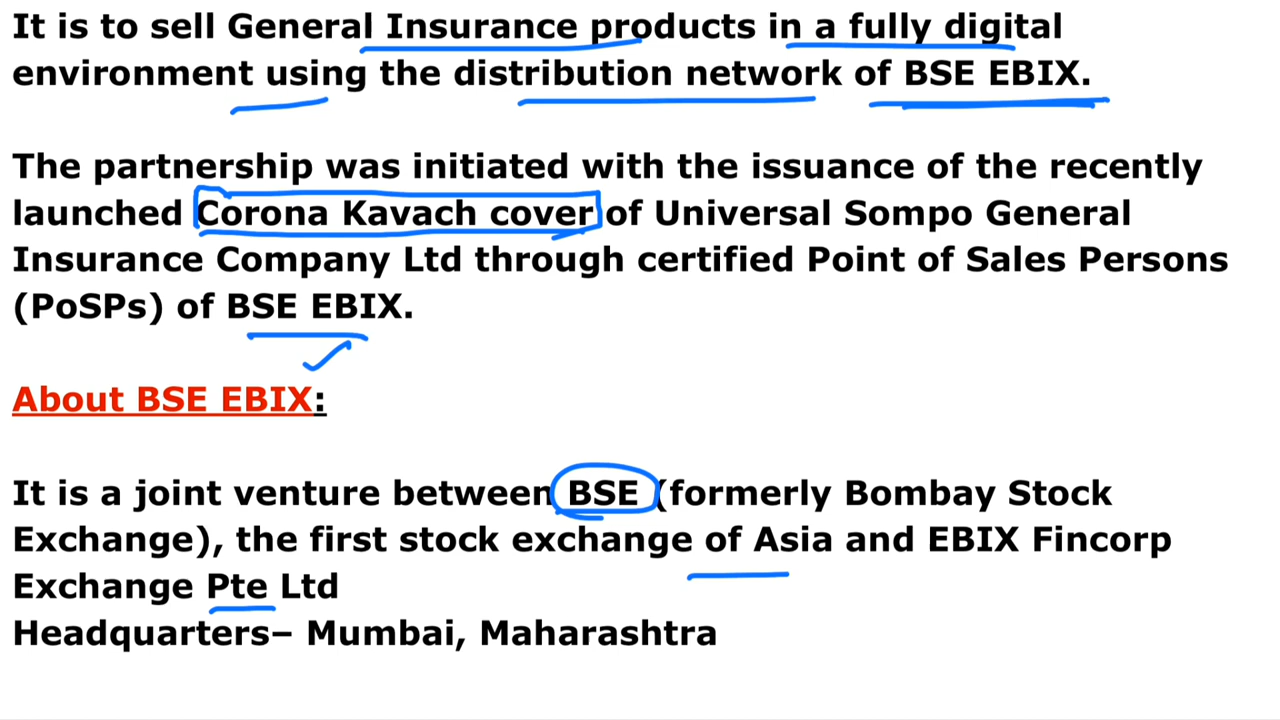 It is to sell General Insurance products in a fully digital
environment using the distribution network of BSE EBIX.
The partnership was initiated with the issuance of the recently
launched Corona Kavach cover of Universal Sompo General
Insurance Company Ltd through certified Point of Sales Persons
(PoSPs) of BSE EBIX.
About BSE EBIX:
It is a joint venture between BSE (formerly Bombay Stock
Exchange), the first stock exchange of Asia and EBIX Fincorp
Exchange Pte Ltd
Headquarters– Mumbai, Maharashtra